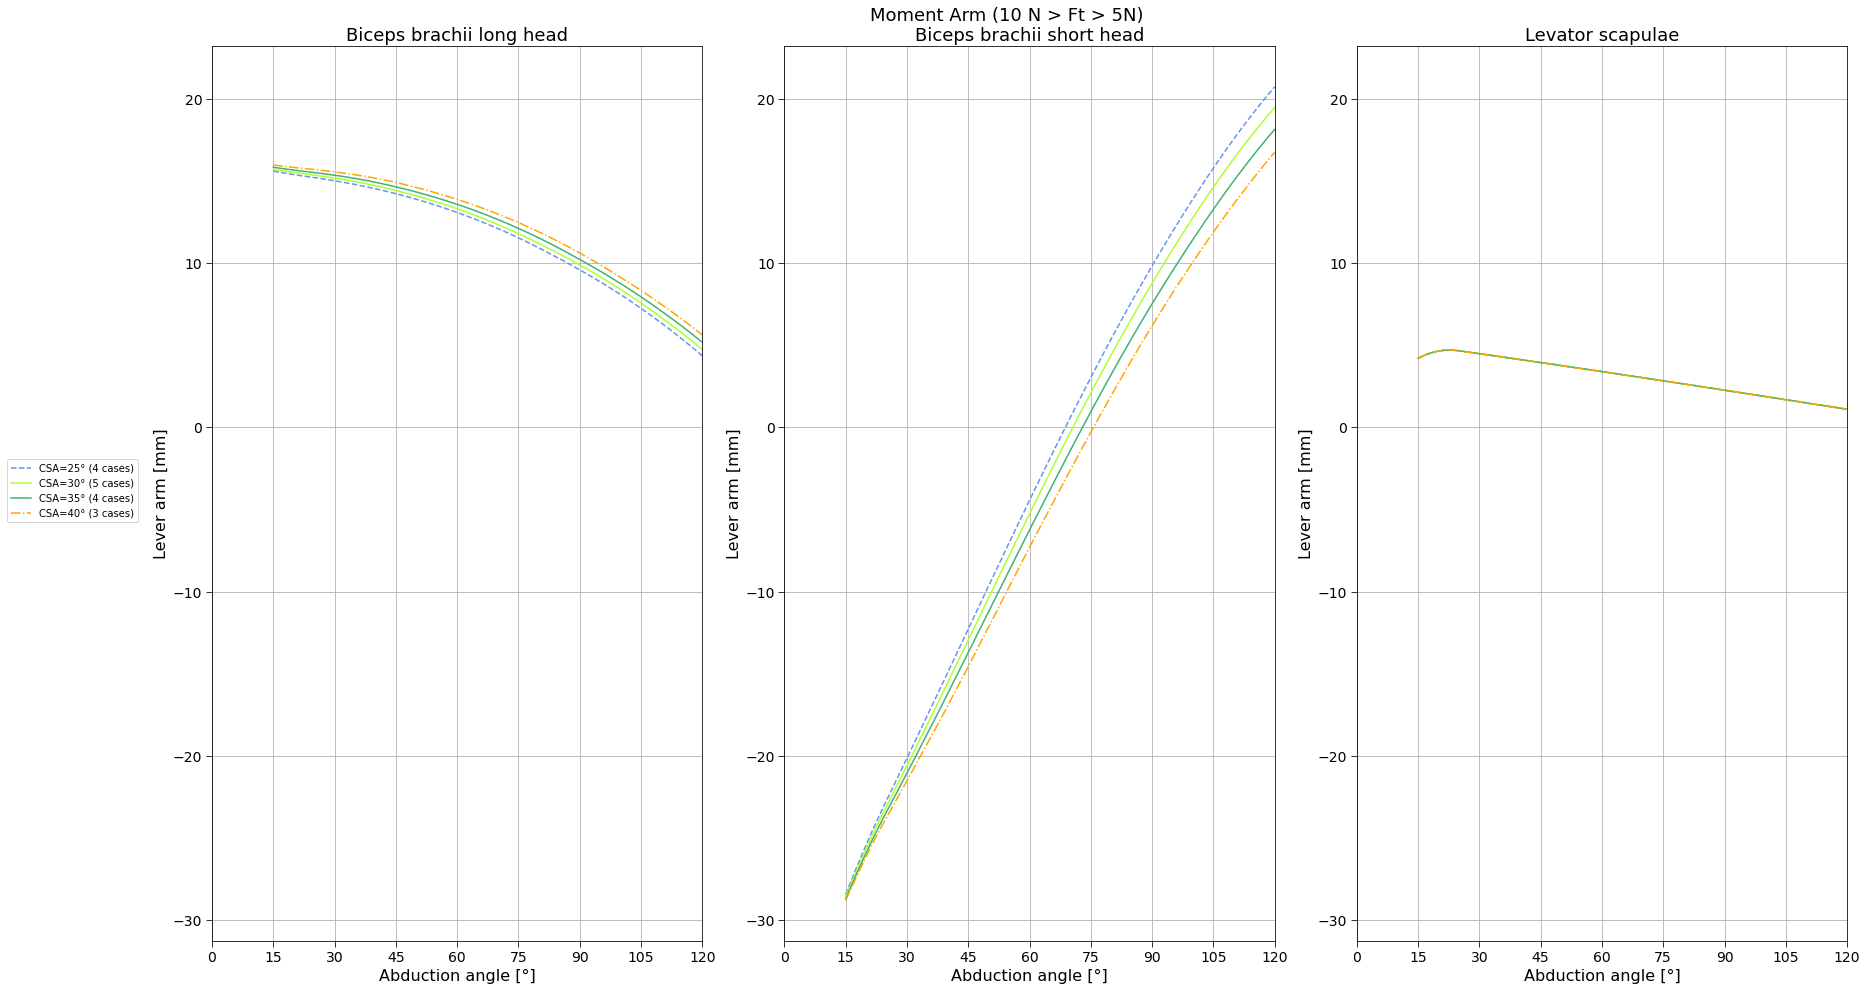 Moment Arm (10 N > Ft > 5N)
Biceps brachii long head
Biceps brachii short head
Levator scapulae
20
10
0
−10
−20
−30
Lever arm [mm]
0 15 30 45 60 75 90 105 120
Abduction angle [°]
20
10
0
−10
−20
−30
Lever arm [mm]
0 15 30 45 60 75 90 105 120
Abduction angle [°]
20
10
0
−10
−20
−30
Lever arm [mm]
0 15 30 45 60 75 90 105 120
Abduction angle [°]
CSA=25° (4 cases)
CSA=30° (5 cases)
CSA=35° (4 cases)
CSA=40° (3 cases)